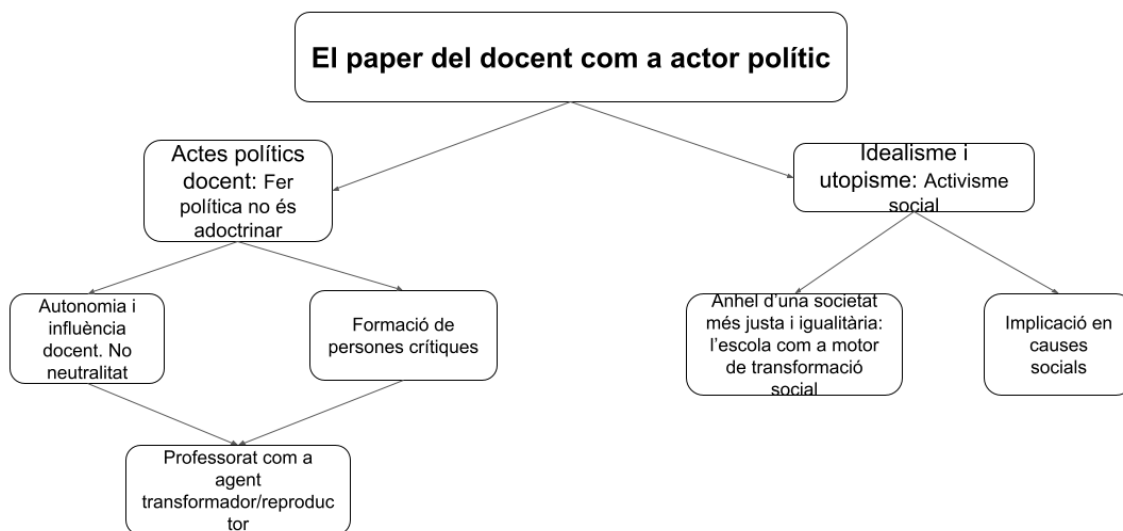 El paper del docent com a actor polític
Actes polítics
docent: Fer
política no és
adoctrinar
Idealisme i
utopisme: Activisme
social
Autonomia i
influència
docent. No
neutralitat
Formació de
persones crítiques
Anhel d'una societat
més justa i igualitària:
l'escola com a motor
de transformació
social
Implicació en
causes
socials
Professorat com a
agent
transformador/reproduc
tor